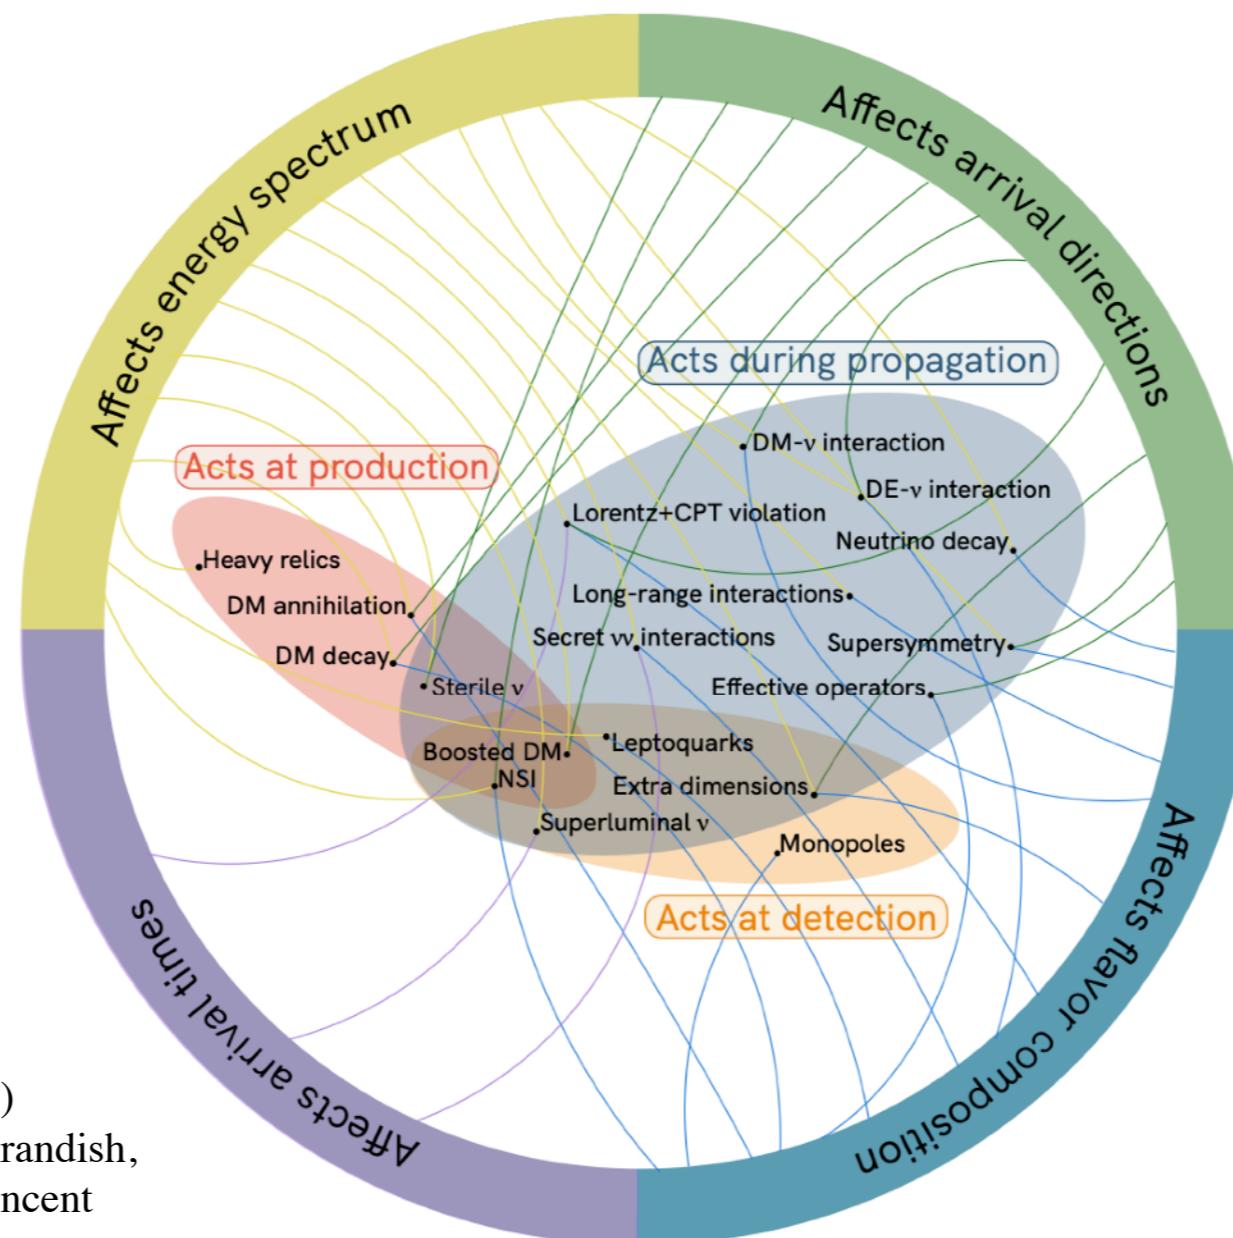 Affects energy spectrum
Affects arrival directions
Acts during propagation
DM-ν interaction
Acts at production
DE-ν interaction
Lorentz+CPT violation
Neutrino decay
Heavy relics
Long-range interactions
DM annihilation
Secret νν interactions
Supersymmetry
DM decay
Sterile ν
Effective operators
Leptoquarks
Boosted DM
NSI
Extra dimensions
Superluminal ν
Monopoles
Acts at detection
Affects arrival times
Affects flavor composition
)
randish,
ncent